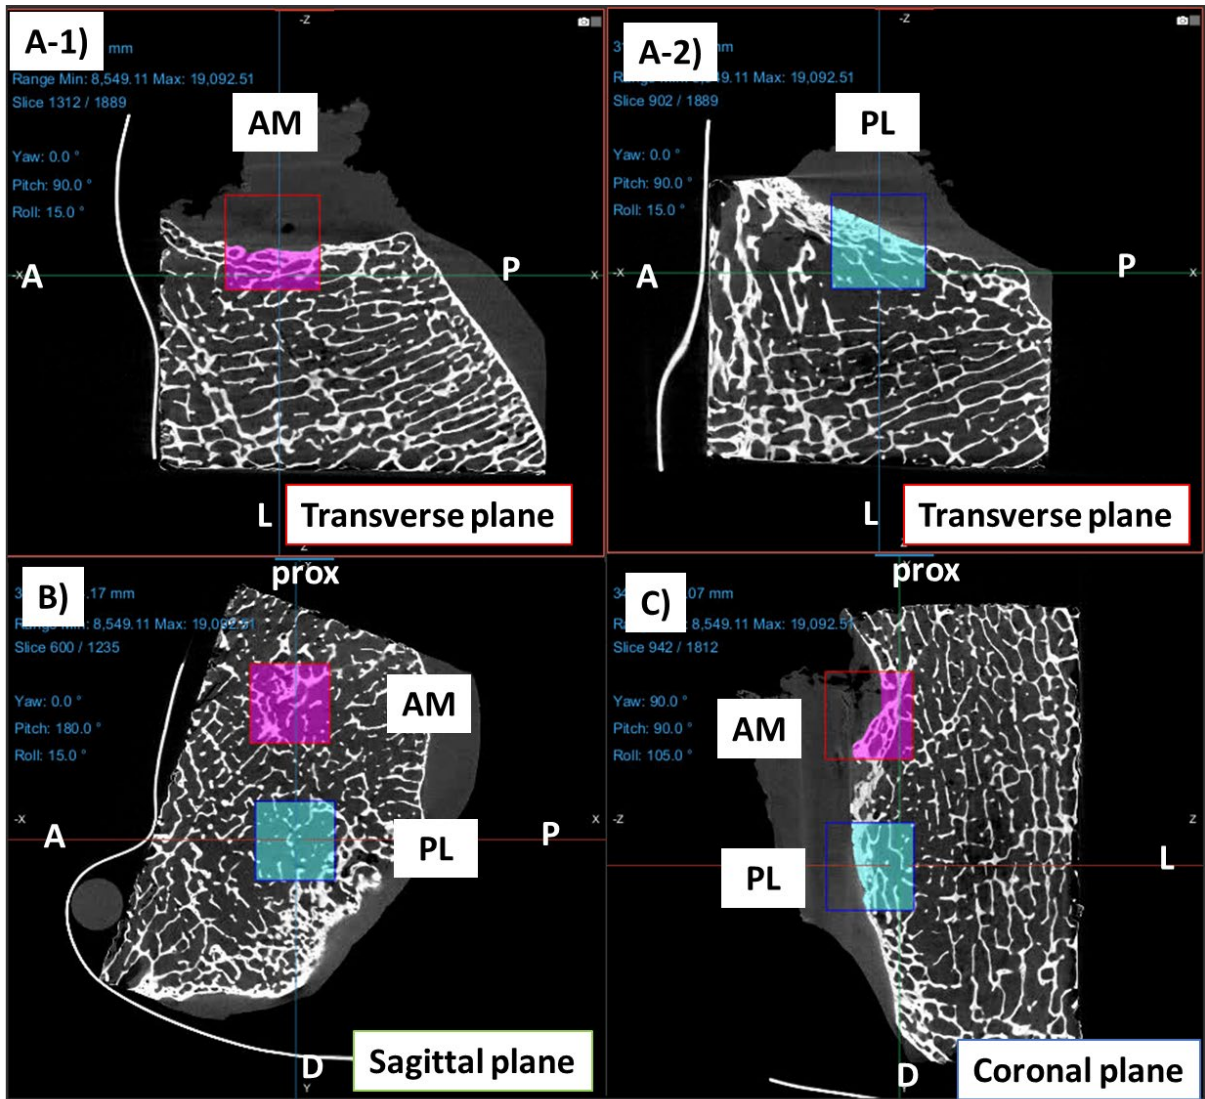 A-1)
mm
Range Min: 8,549.11 Max: 19,092.51
Slice 1312 / 1889
Yaw: 0.0 °
Pitch: 90.0 °
Roll: 15.0 °
-Z
AM
-X
A
P
X
L
Transverse plane
Z
A-2)
mm
9.11 Max: 19,092.51
Slice 902 / 1889
Yaw: 0.0 °
Pitch: 90.0 °
Roll: 15.0 °
-Z
PL
-X
A
P
X
L
Transverse plane
B)
prox
.17 mm
8,549.11 Max: 19,092.51
Slice 600 / 1235
Yaw: 0.0 °
Pitch: 180.0 °
Roll: 15.0 °
AM
-X
A
PL
P
X
D
Y
Sagittal plane
C)
prox
.07 mm
8,549.11 Max: 19,092.51
Slice 942 / 1812
Yaw: 90.0 °
Pitch: 90.0 °
Roll: 105.0 °
AM
-Z
Z
PL
L
D
Coronal plane